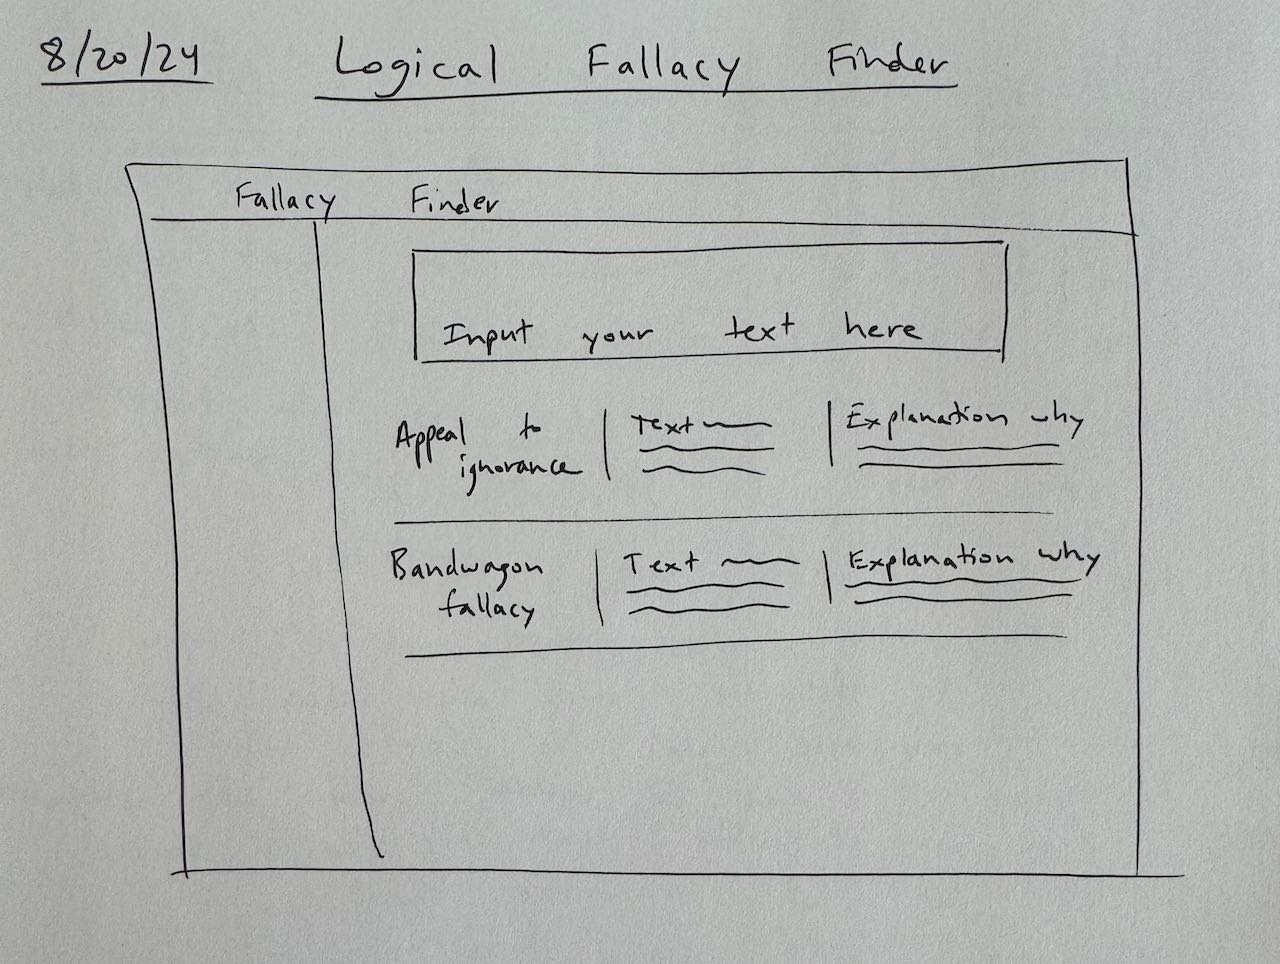 8/20/24 Logical Fallacy Finder
Fallacy Finder
Input your text here
Appeal to
ignorance
Text
Explanation why
Bandwagon
fallacy
Text
Explanation why